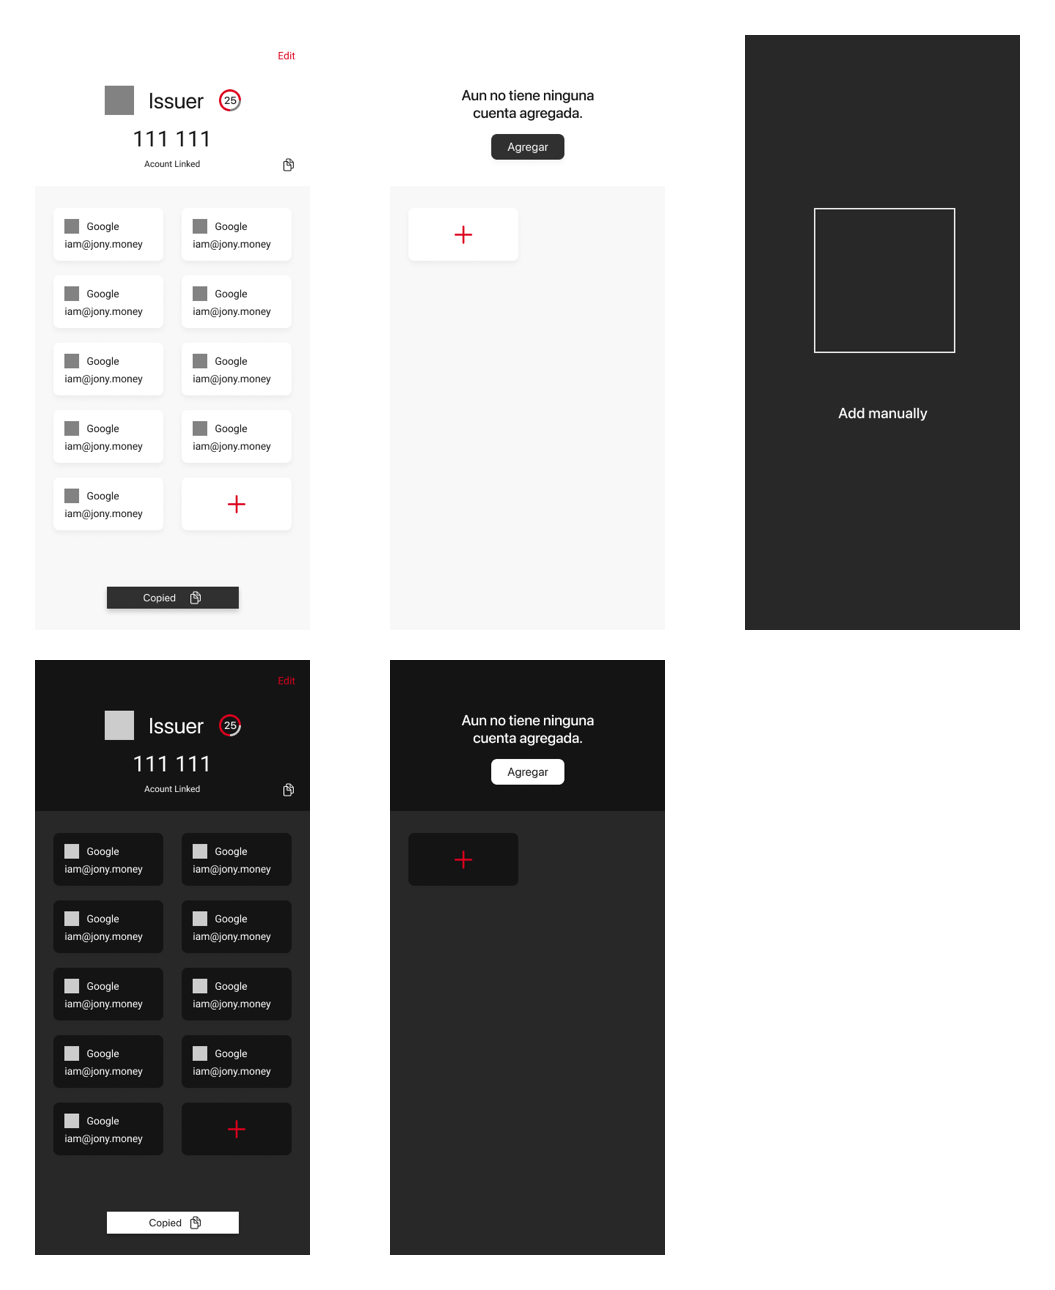 Edit
Issuer 25
111 111
Acount Linked
Google Google
iam@jony.money iam@jony.money
Google Google
iam@jony.money iam@jony.money
Google Google
iam@jony.money iam@jony.money
Google Google
iam@jony.money iam@jony.money
Google
iam@jony.money
Copied
Aun no tiene ninguna
cuenta agregada.
Agregar
Add manually
Edit
Issuer 25
111 111
Acount Linked
Google Google
iam@jony.money iam@jony.money
Google Google
iam@jony.money iam@jony.money
Google Google
iam@jony.money iam@jony.money
Google Google
iam@jony.money iam@jony.money
Google
iam@jony.money
Copied
Aun no tiene ninguna
cuenta agregada.
Agregar